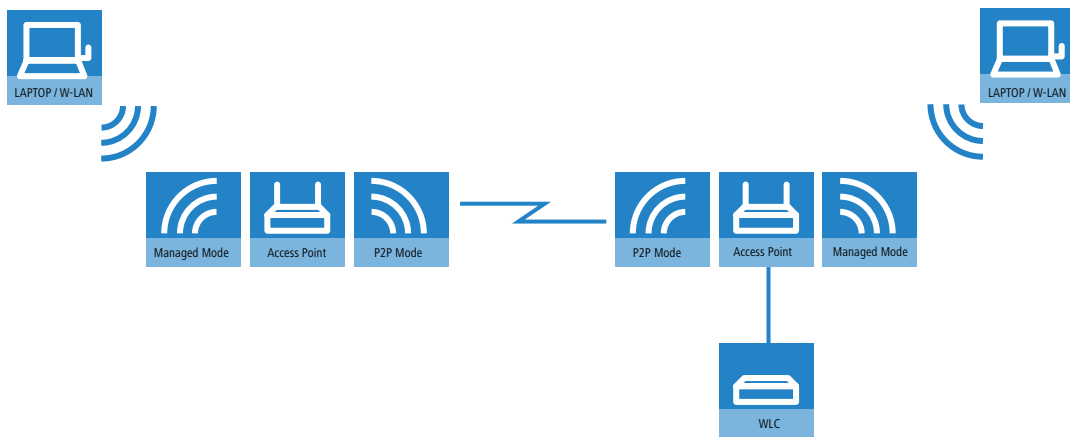 LAPTOP / W-LAN
LAPTOP / W-LAN
Managed Mode
Access Point
P2P Mode
P2P Mode
Access Point
Managed Mode
WLC